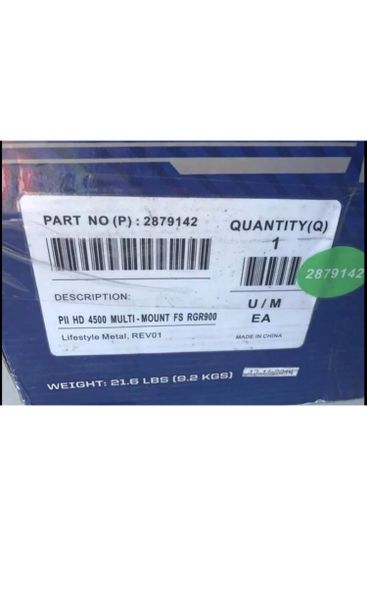 PART NO (P) : 2879142
QUANTITY(Q)
1
2879142
DESCRIPTION:
U / M
PII HD 4500 MULTI-MOUNT FS RGR900
EA
Lifestyle Metal, REV01
MADE IN CHINA
WEIGHT: 21.6 LBS (9.2 KGS)